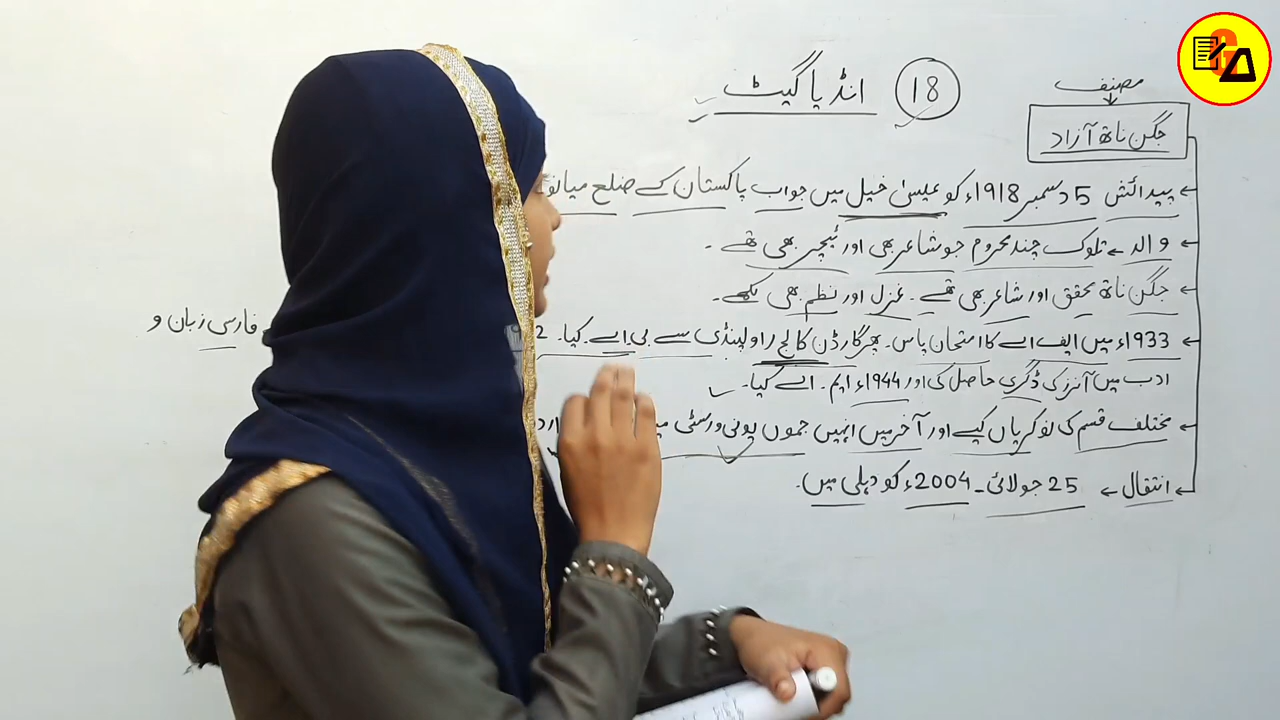 مصنف
18 انڈیا گیٹ
جگن ناتھ آزاد
پیدائش 5 دسمبر 1918ء کو عیسیٰ خیل میں جواب پاکستان کے ضلع
والد ← تلوک چند محروم جو شاعر بھی اور ٹیچر بھی تھے۔
جگن ناتھ محقق اور شاعر بھی تھے۔ غزل اور نظم بھی لکھے۔
1933ء میں ایف اے کا امتحان پاس۔ پھر گارڈن کالج راولپنڈی سے بی اے کیا۔ فارسی زبان و
ادب میں آنرز کی ڈگری حاصل کی اور 1944ء ایم۔ اے کیا۔
مختلف قسم کی نوکریاں کیے اور آخر میں انہیں جموں یونی ورسٹی
انتقال ← 25 جولائی۔ 2004ء کو دہلی میں۔